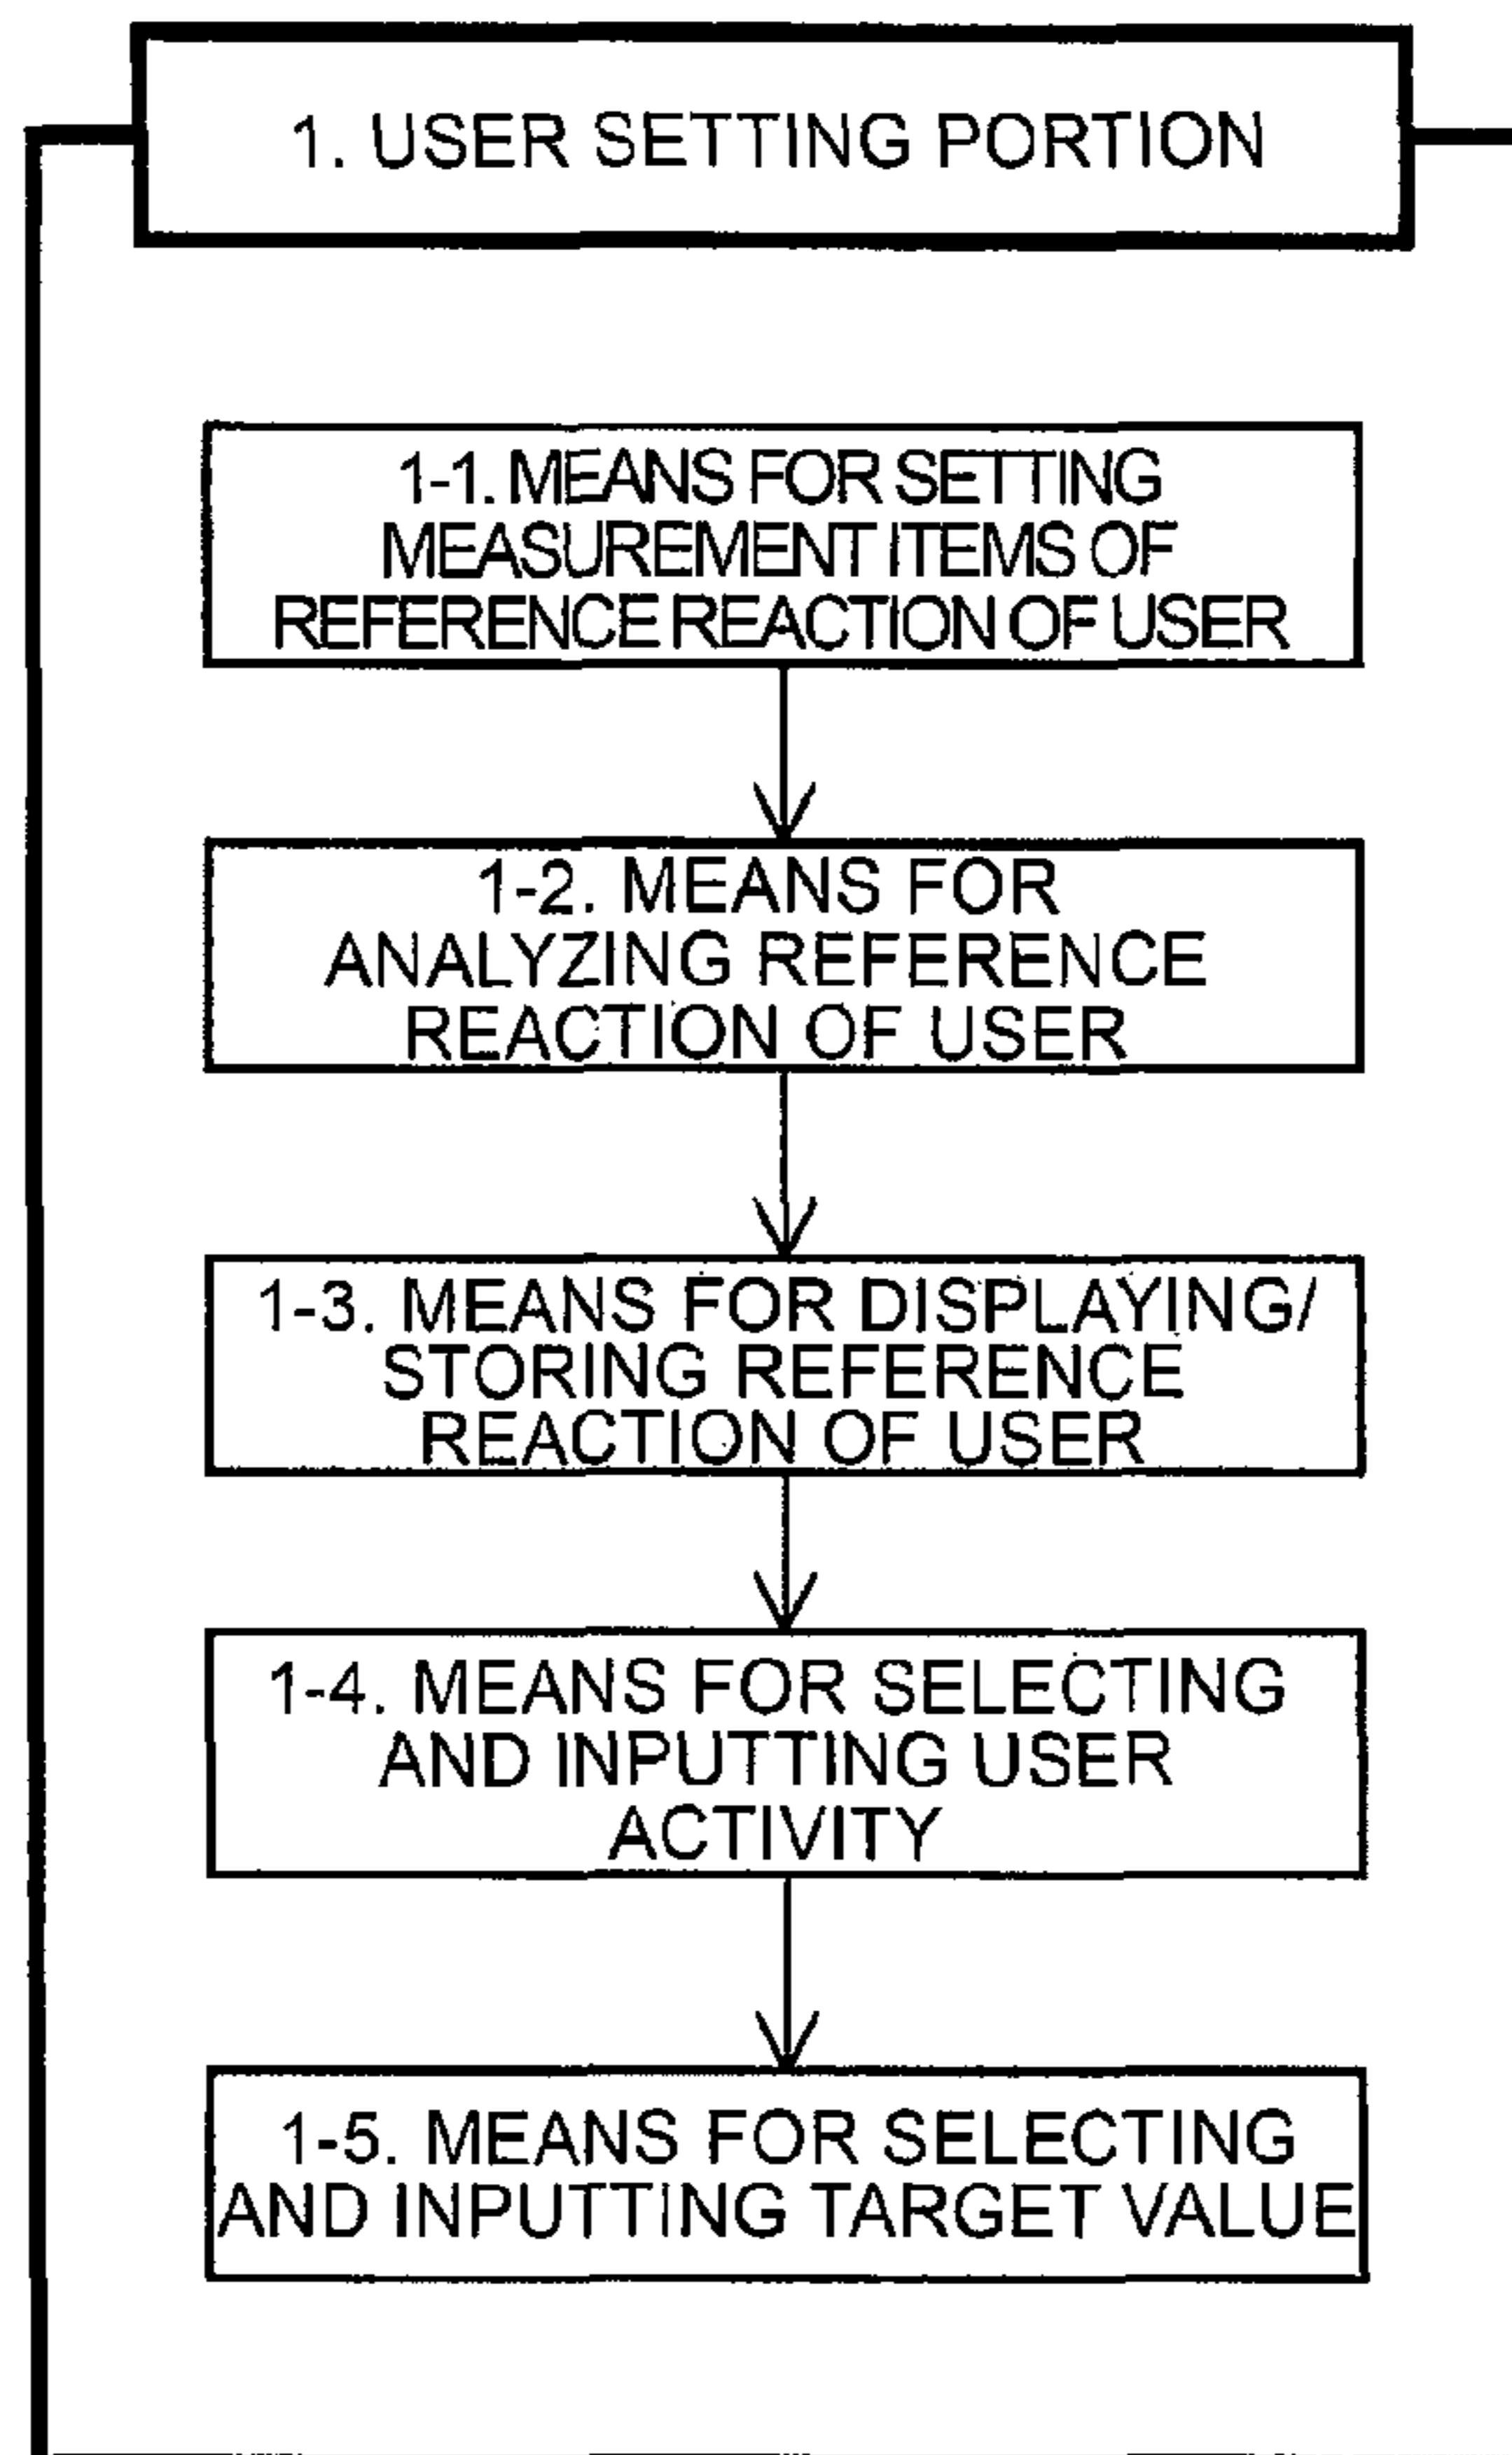 1. USER SETTING PORTION
1-1. MEANS FOR SETTING
MEASUREMENT ITEMS OF
REFERENCE REACTION OF USER
1-2. MEANS FOR
ANALYZING REFERENCE
REACTION OF USER
1-3. MEANS FOR DISPLAYING/
STORING REFERENCE
REACTION OF USER
1-4. MEANS FOR SELECTING
AND INPUTTING USER
ACTIVITY
1-5. MEANS FOR SELECTING
AND INPUTTING TARGET VALUE